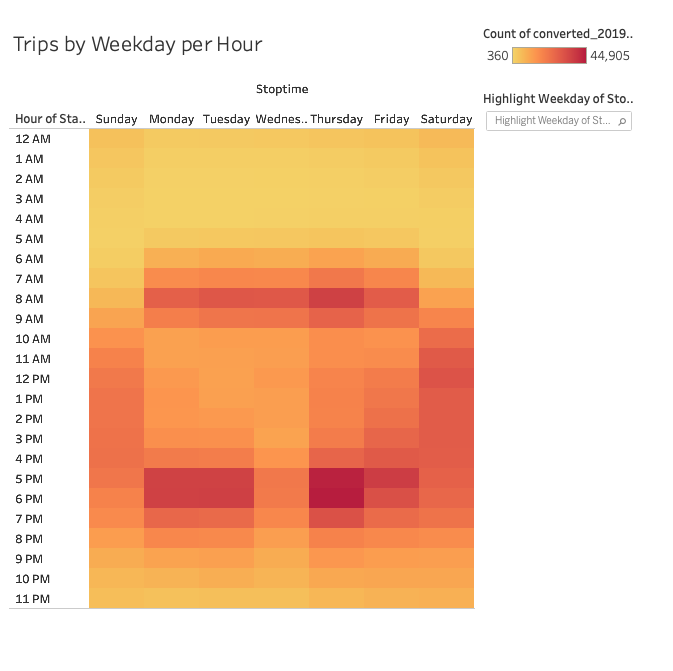 Trips by Weekday per Hour
Count of converted_2019..
360 44,905
Highlight Weekday of Sto..
Highlight Weekday of St...
Stoptime
Hour of Sta.. Sunday Monday Tuesday Wednes.. Thursday Friday Saturday
12 AM
1 AM
2 AM
3 AM
4 AM
5 AM
6 AM
7 AM
8 AM
9 AM
10 AM
11 AM
12 PM
1 PM
2 PM
3 PM
4 PM
5 PM
6 PM
7 PM
8 PM
9 PM
10 PM
11 PM